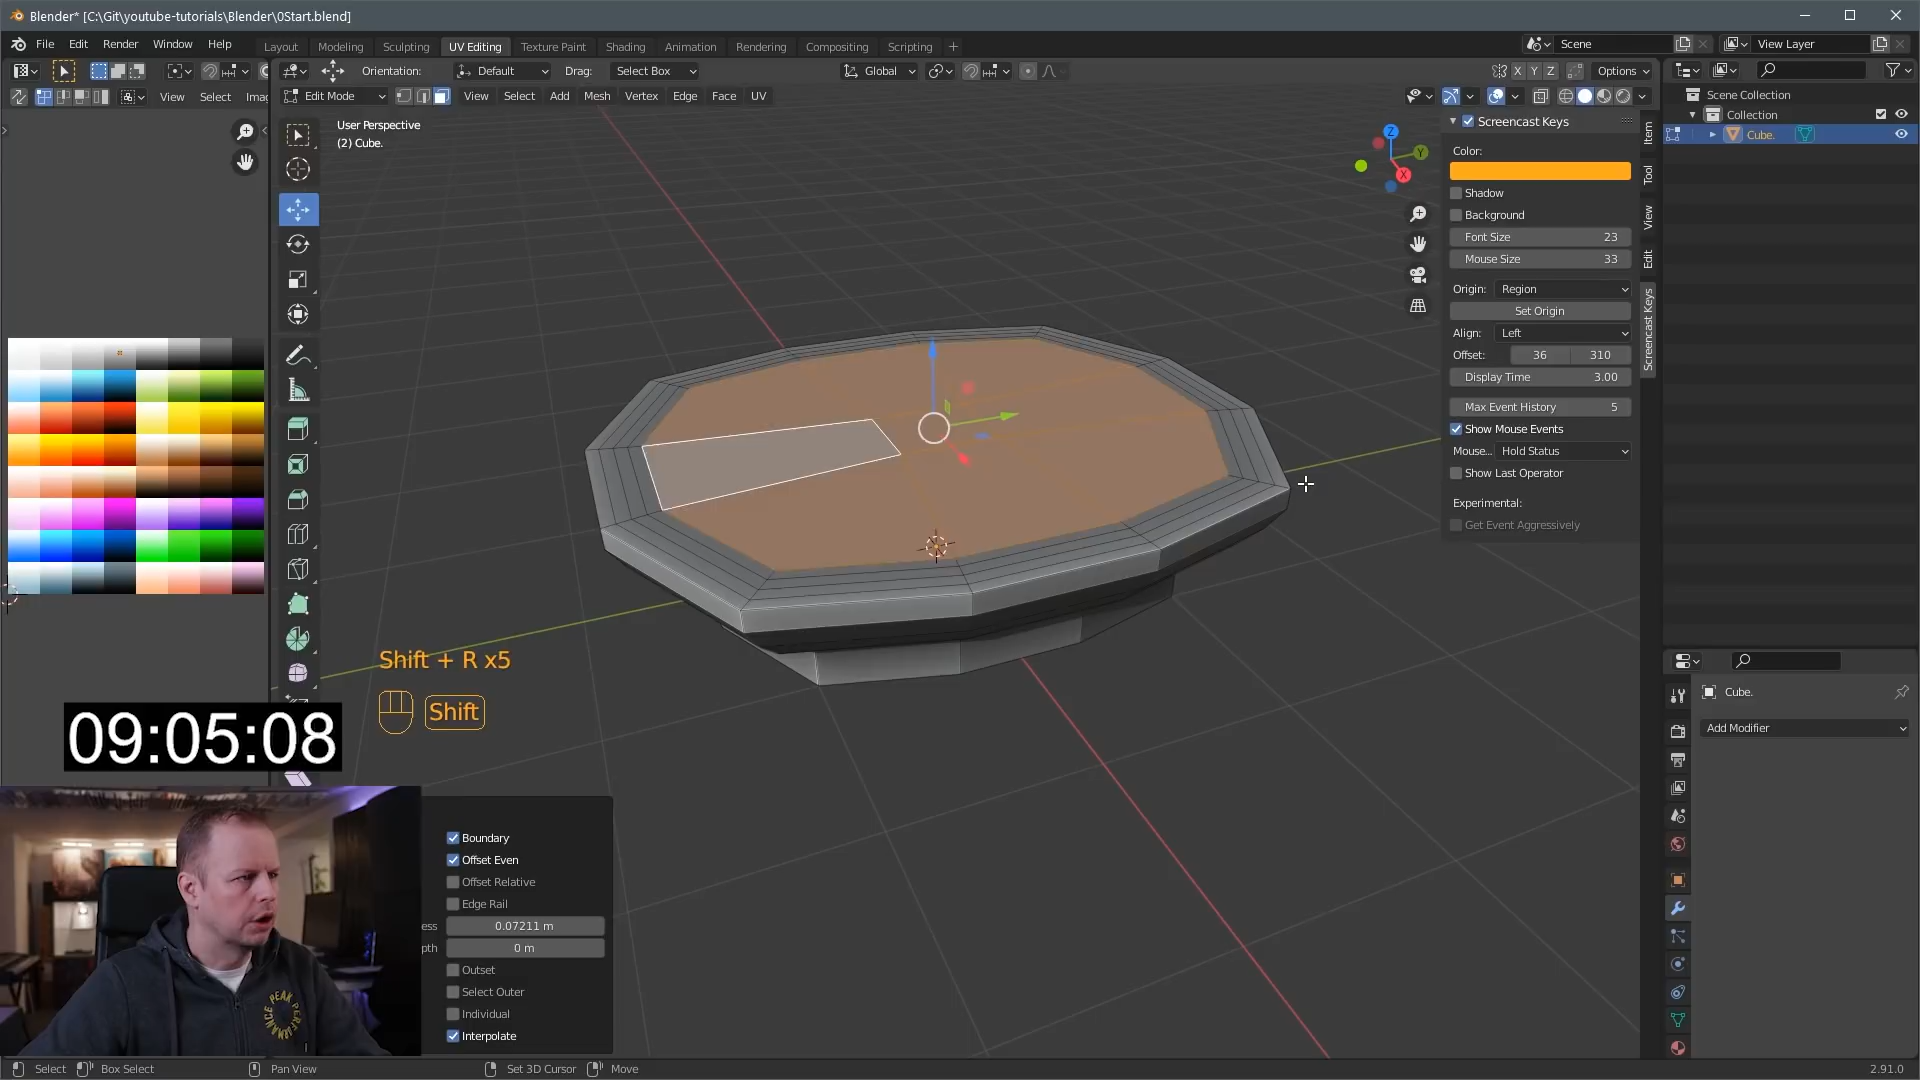 Blender* [C:\Git\youtube-tutorials\Blender\0Start.blend]
File Edit Render Window Help
Layout Modeling Sculpting UV Editing Texture Paint Shading Animation Rendering Compositing Scripting +
Scene
View Layer
Orientation: Default Drag: Select Box
Global
X Y Z Options
View Select Imag
Edit Mode View Select Add Mesh Vertex Edge Face UV
Scene Collection
Collection
Cube.
User Perspective
(2) Cube.
Z
Y
X
Screencast Keys
Color:
Shadow
Background
Font Size 23
Mouse Size 33
Origin: Region
Set Origin
Align: Left
Offset: 36 310
Display Time 3.00
Max Event History 5
Show Mouse Events
Mouse... Hold Status
Show Last Operator
Experimental:
Get Event Aggressively
Item
Tool
View
Edit
Screencast Keys
Shift + R x5
Shift
09:05:08
Cube.
Add Modifier
Boundary
Offset Even
Offset Relative
Edge Rail
ess 0.07211 m
pth 0 m
Outset
Select Outer
Individual
Interpolate
PEAK PERFORMANCE
Select Box Select Pan View Set 3D Cursor Move
2.91.0